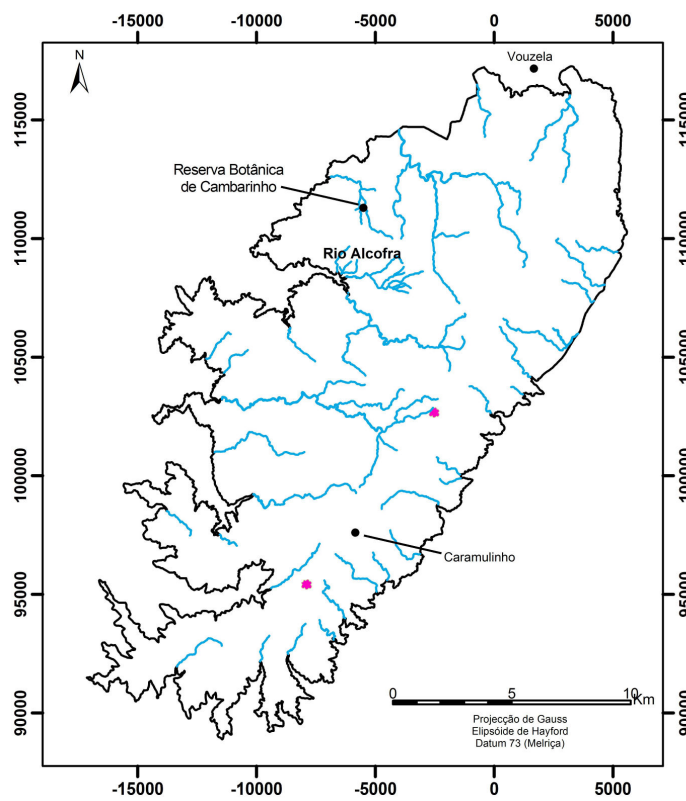 -15000 -10000 -5000 0 5000
N
Vouzela
115000 115000
Reserva Botânica
de Cambarinho
110000 110000
Rio Alcofra
105000 105000
100000 100000
Caramulinho
95000 95000
0 5 10
Km
90000 90000
Projecção de Gauss
Elipsóide de Hayford
Datum 73 (Melriça)
-15000 -10000 -5000 0 5000